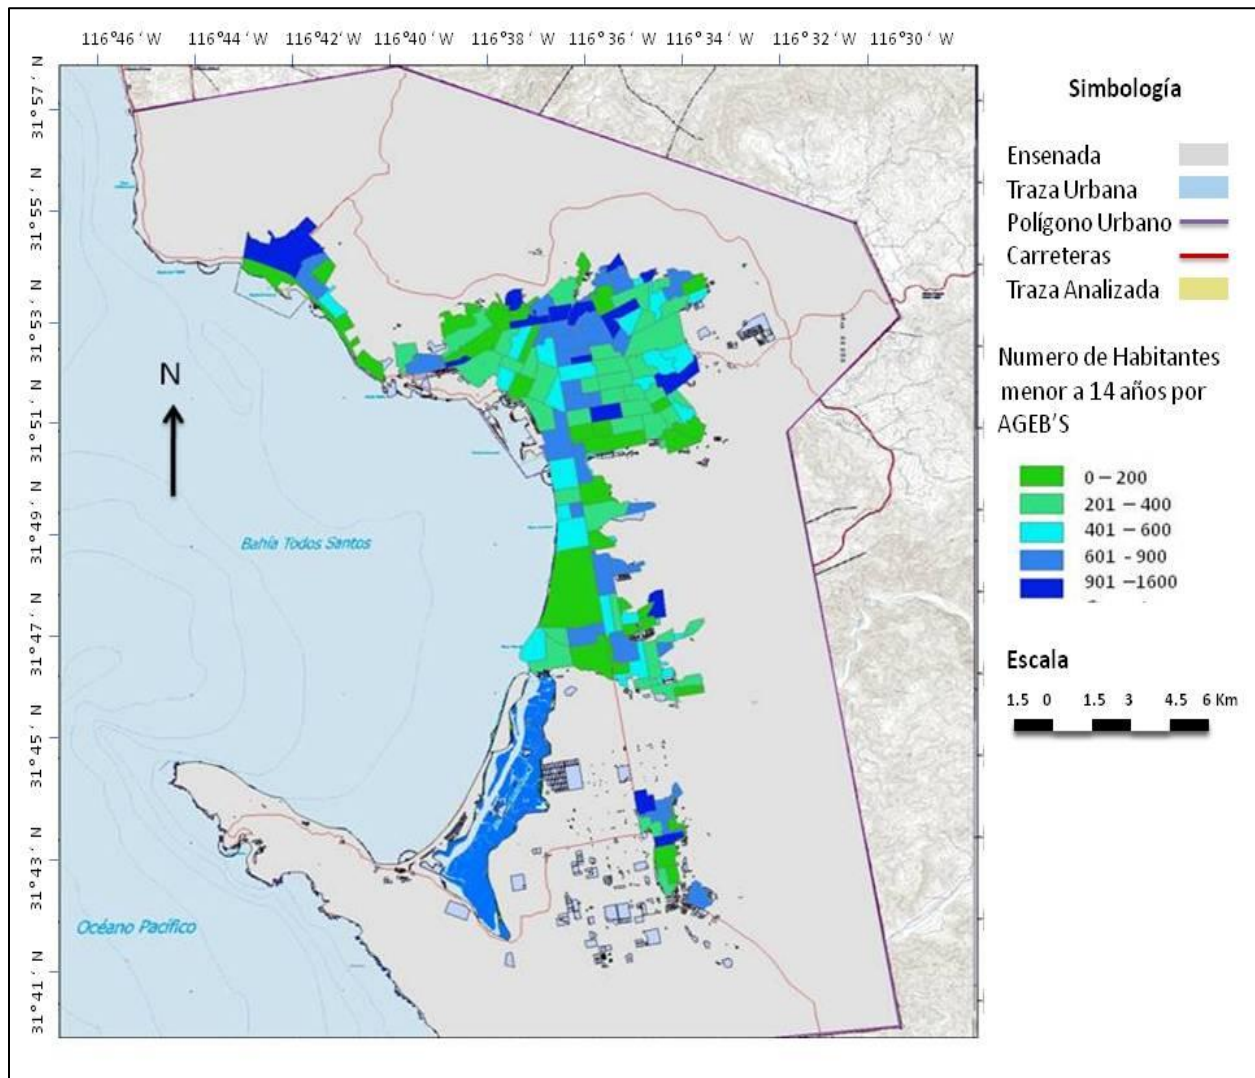 116°46´ W 116°44´ W 116°42´ W 116°40´ W 116°38´ W 116°36´ W 116°34´ W 116°32´ W 116°30´ W
31°57´ N
31°55´ N
31°53´ N
31°51´ N
31°49´ N
31°47´ N
31°45´ N
31°43´ N
31°41´ N
N
Bahía Todos Santos
Océano Pacífico
Simbología
Ensenada
Traza Urbana
Polígono Urbano
Carreteras
Traza Analizada
Numero de Habitantes
menor a 14 años por
AGEB'S
0 – 200
201 – 400
401 – 600
601 - 900
901 –1600
Escala
1.5 0 1.5 3 4.5 6 Km